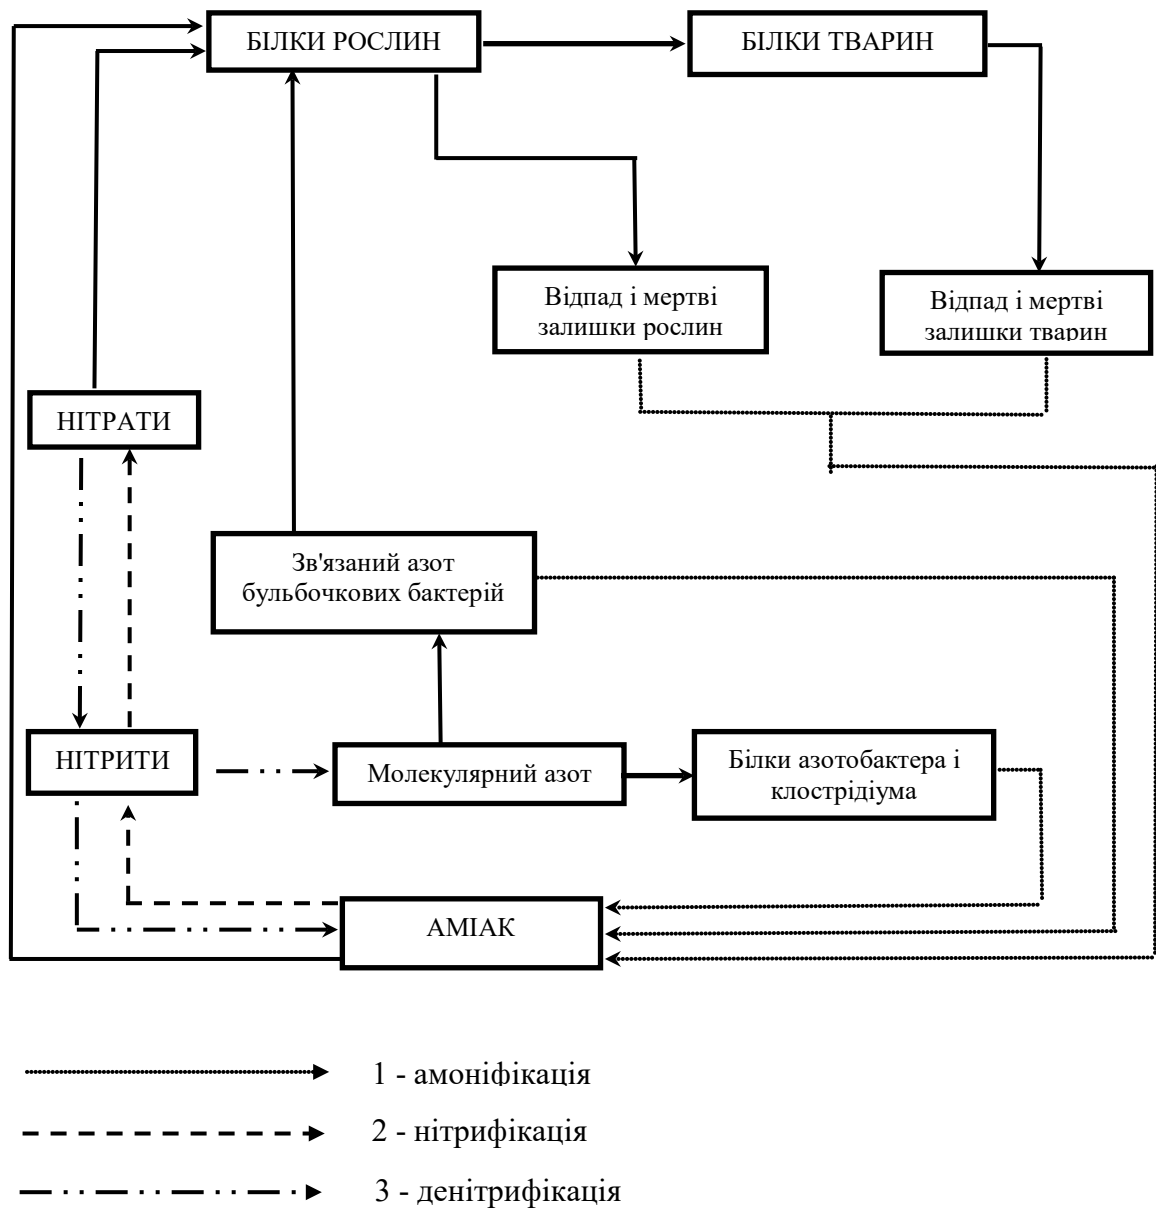 БІЛКИ РОСЛИН
БІЛКИ ТВАРИН
Відпад і мертві
залишки рослин
Відпад і мертві
залишки тварин
НІТРАТИ
Зв'язаний азот
бульбочкових бактерій
НІТРИТИ
Молекулярний азот
Білки азотобактера і
клострідіума
АМІАК
1 - амоніфікація
2 - нітрифікація
3 - денітрифікація